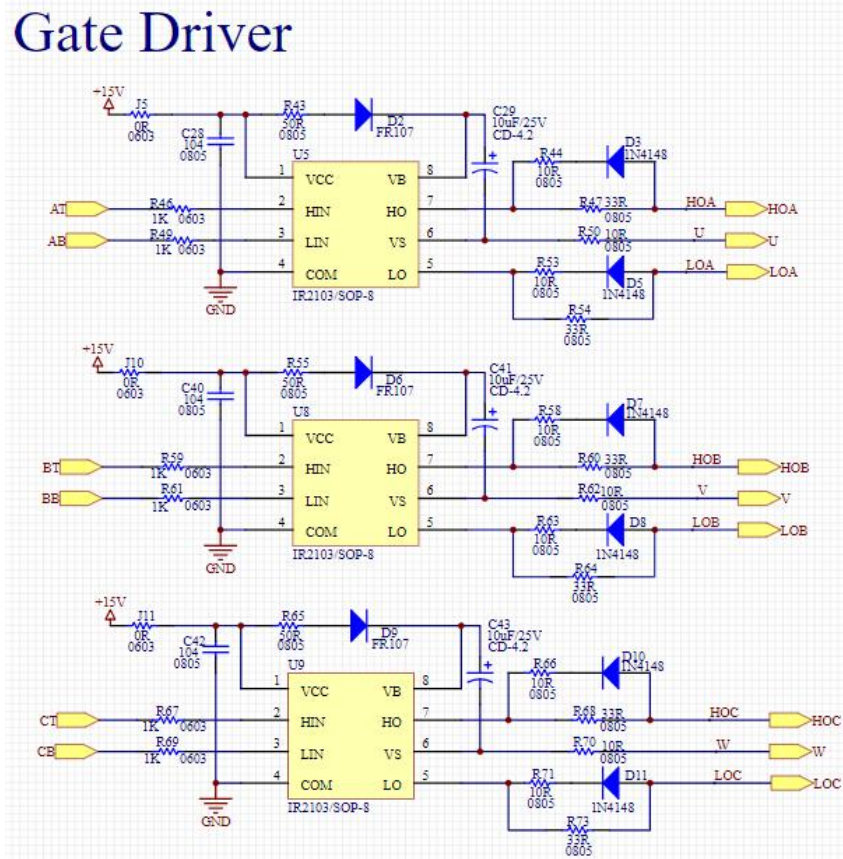 Gate Driver
+15V
J5
0R
0603
C28
104
0805
R43
50R
0805
D2
FR107
C29
10uF/25V
CD-4.2
U5
1 VCC VB 8
2 HIN HO 7
3 LIN VS 6
4 COM LO 5
IR2103/SOP-8
AT
R46
1K 0603
AB
R49
1K 0603
GND
R44
10R
0805
D3
1N4148
R47 33R
0805
HOA HOA
R50 10R
0805
U U
R53
10R
0805
D5
1N4148
LOA LOA
R54
33R
0805
+15V
J10
0R
0603
C40
104
0805
R55
50R
0805
D6
FR107
C41
10uF/25V
CD-4.2
U8
1 VCC VB 8
2 HIN HO 7
3 LIN VS 6
4 COM LO 5
IR2103/SOP-8
BT
R59
1K 0603
BB
R61
1K 0603
GND
R58
10R
0805
D7
1N4148
R60 33R
0805
HOB HOB
R62 10R
0805
V V
R63
10R
0805
D8
1N4148
LOB LOB
R64
33R
0805
+15V
J11
0R
0603
C42
104
0805
R65
50R
0805
D9
FR107
C43
10uF/25V
CD-4.2
U9
1 VCC VB 8
2 HIN HO 7
3 LIN VS 6
4 COM LO 5
IR2103/SOP-8
CT
R67
1K 0603
CB
R69
1K 0603
GND
R66
10R
0805
D10
1N4148
R68 33R
0805
HOC HOC
R70 10R
0805
W W
R71
10R
0805
D11
1N4148
LOC LOC
R73
33R
0805